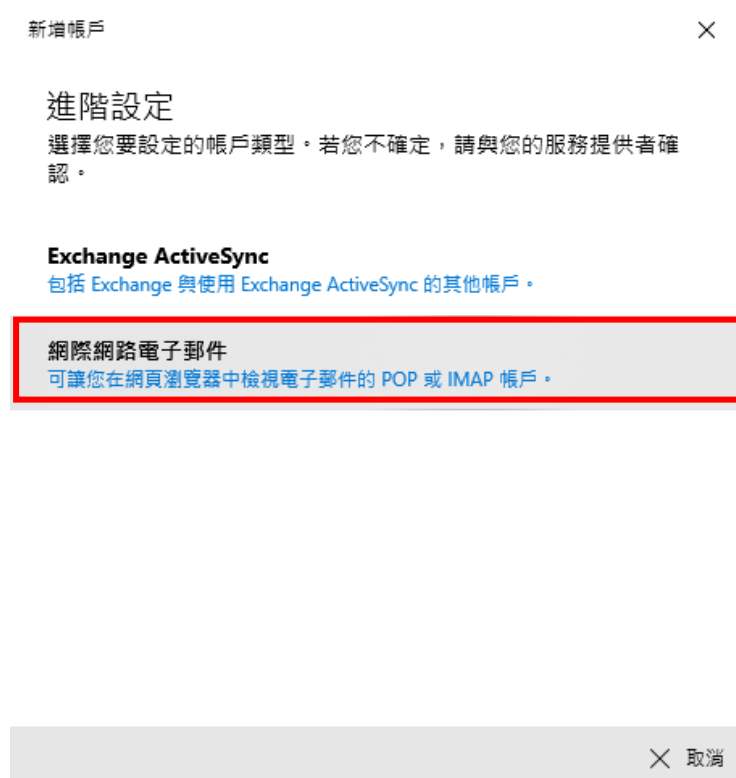 新增帳戶
進階設定
選擇您要設定的帳戶類型。若您不確定，請與您的服務提供者確
認。
Exchange ActiveSync
包括 Exchange 與使用 Exchange ActiveSync 的其他帳戶。
網際網路電子郵件
可讓您在網頁瀏覽器中檢視電子郵件的 POP 或 IMAP 帳戶。
取消